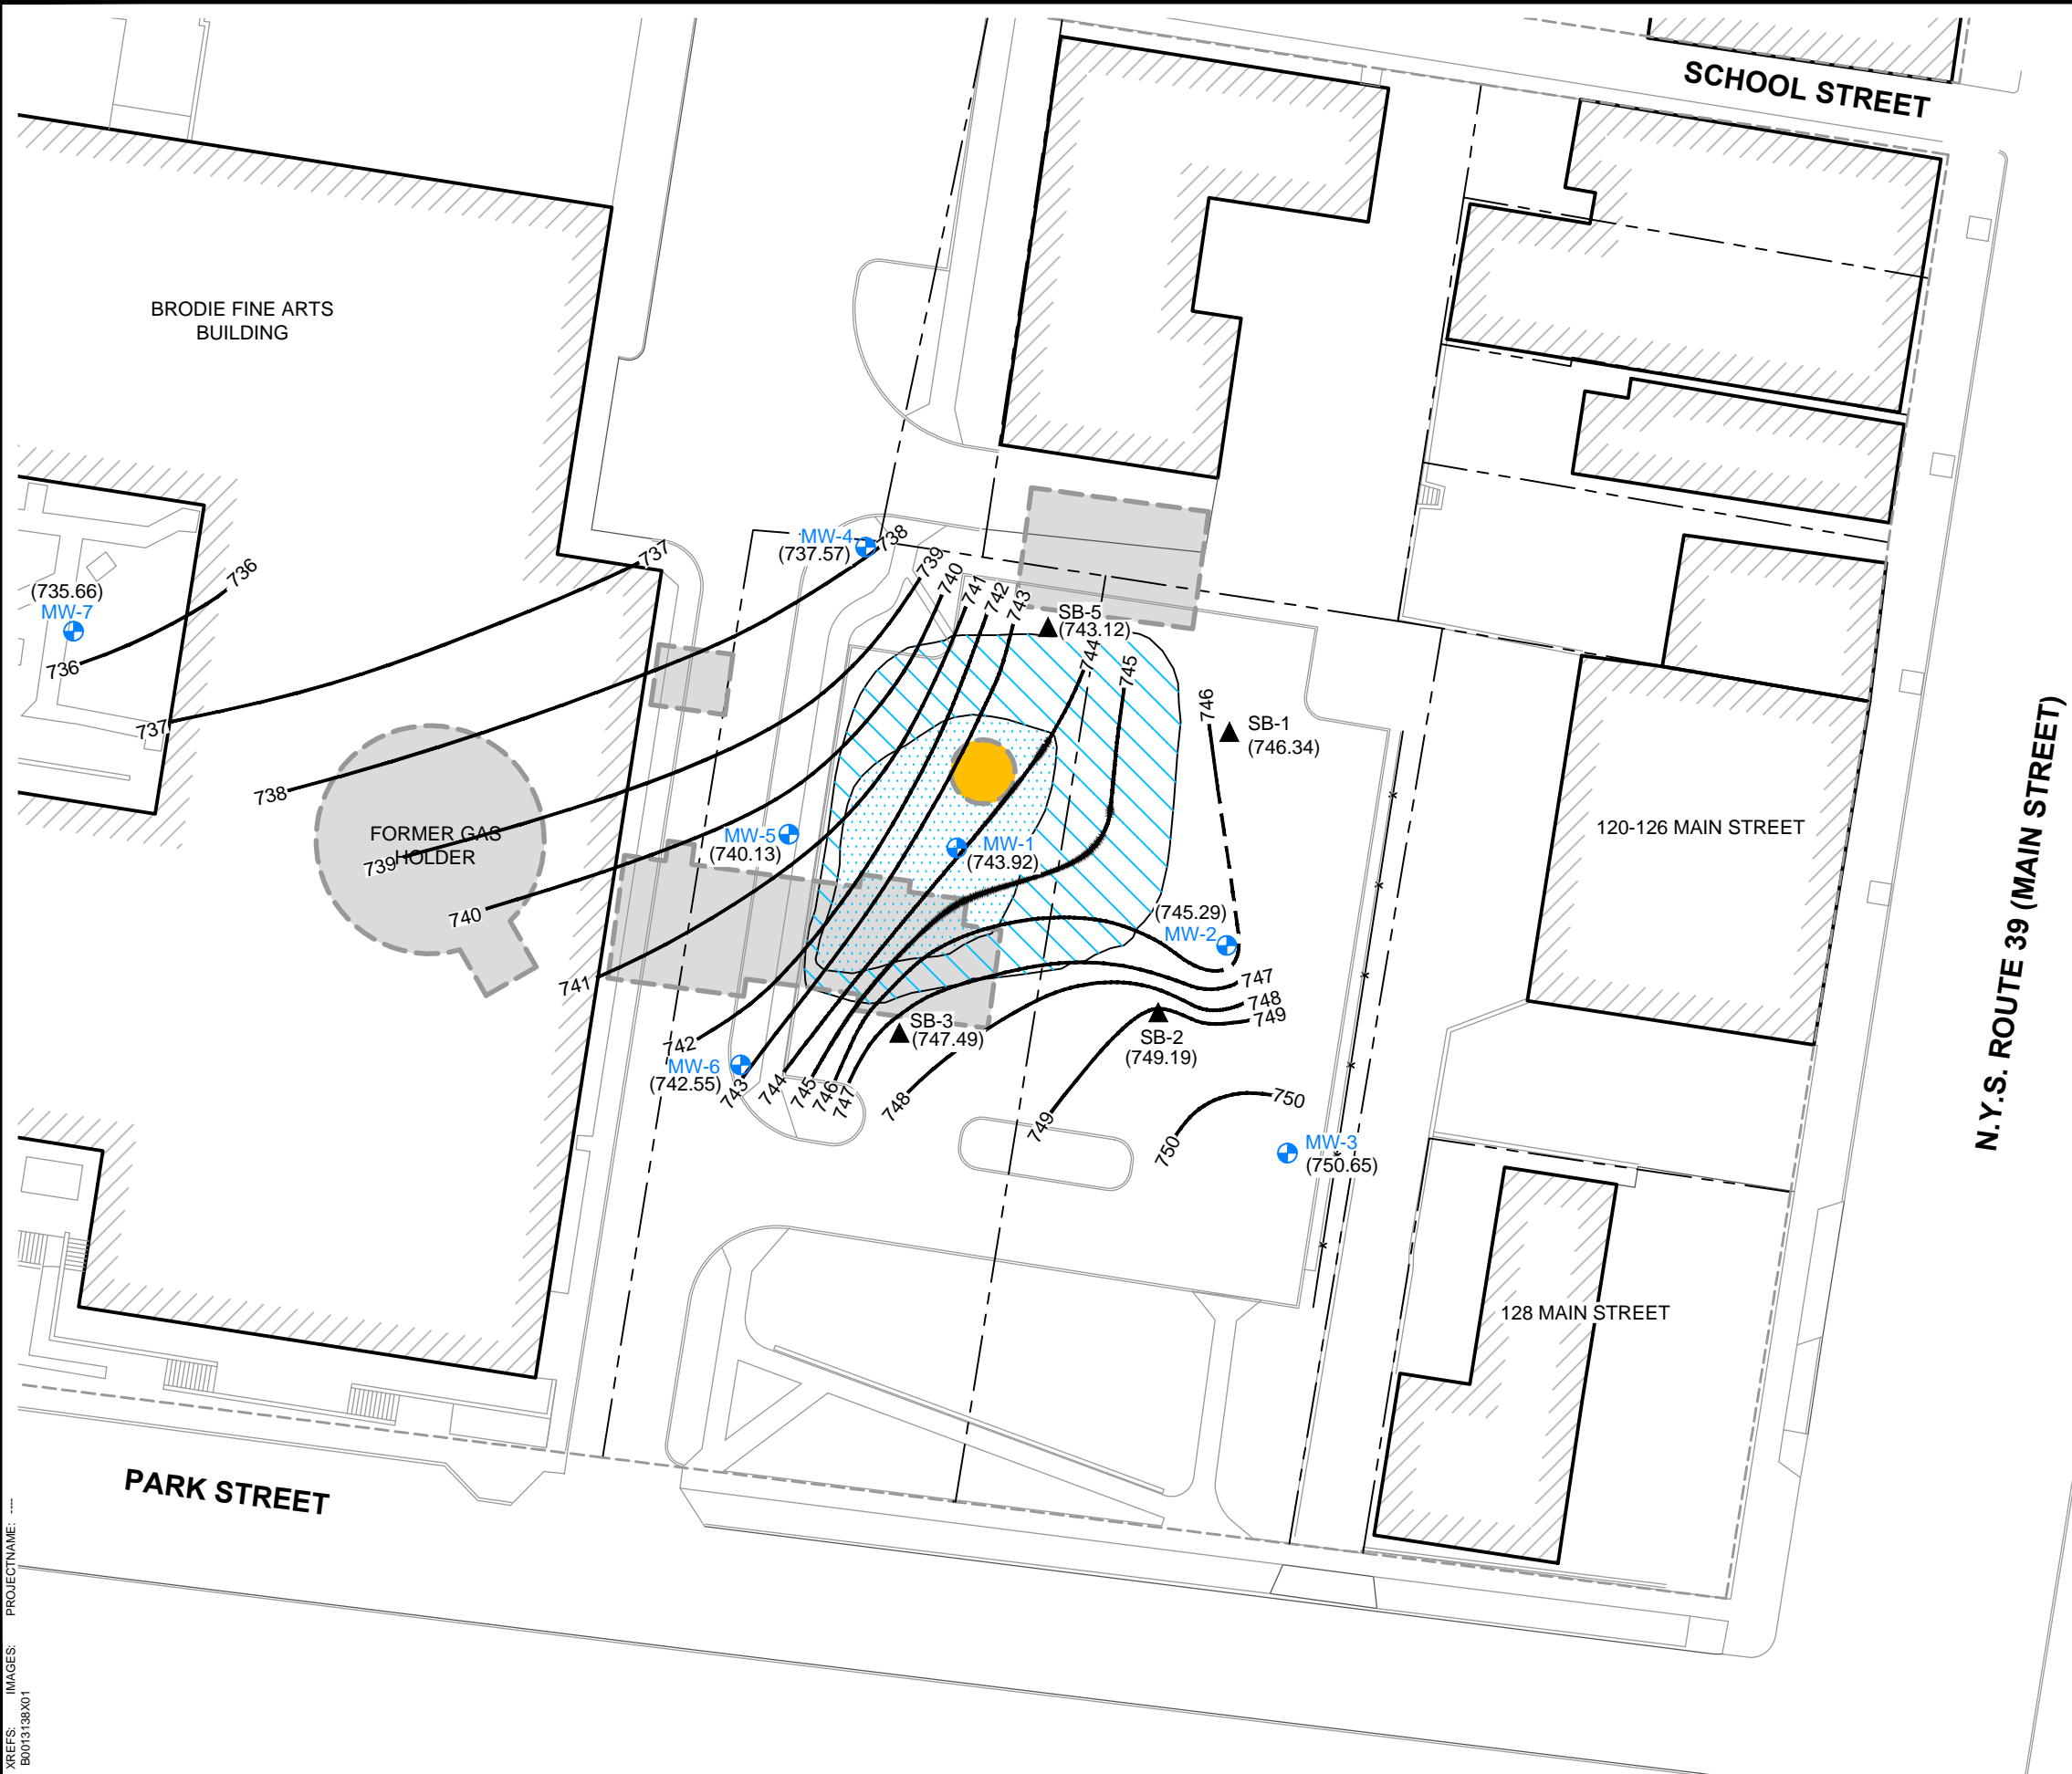 SCHOOL STREET
BRODIE FINE ARTS
BUILDING
MW-4
(737.57)
738
737
739
740
741
742
743
736
(735.66)
MW-7
736
SB-5
(743.12)
744
745
746
SB-1
(746.34)
737
738
FORMER GAS
HOLDER
739
MW-5
(740.13)
MW-1
(743.92)
120-126 MAIN STREET
N.Y.S. ROUTE 39 (MAIN STREET)
740
(745.29)
MW-2
741
747
748
749
SB-3
(747.49)
SB-2
(749.19)
742
MW-6
(742.55)
743
744
745
746
747
748
749
750
750
MW-3
(750.65)
128 MAIN STREET
PARK STREET
XREFS: IMAGES: PROJECTNAME: ----
B0013138X01